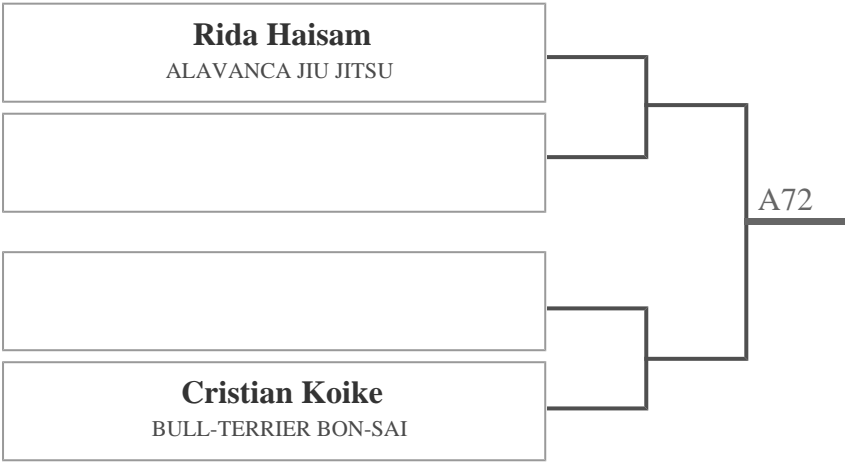 Rida Haisam
ALAVANCA JIU JITSU
A72
Cristian Koike
BULL-TERRIER BON-SAI